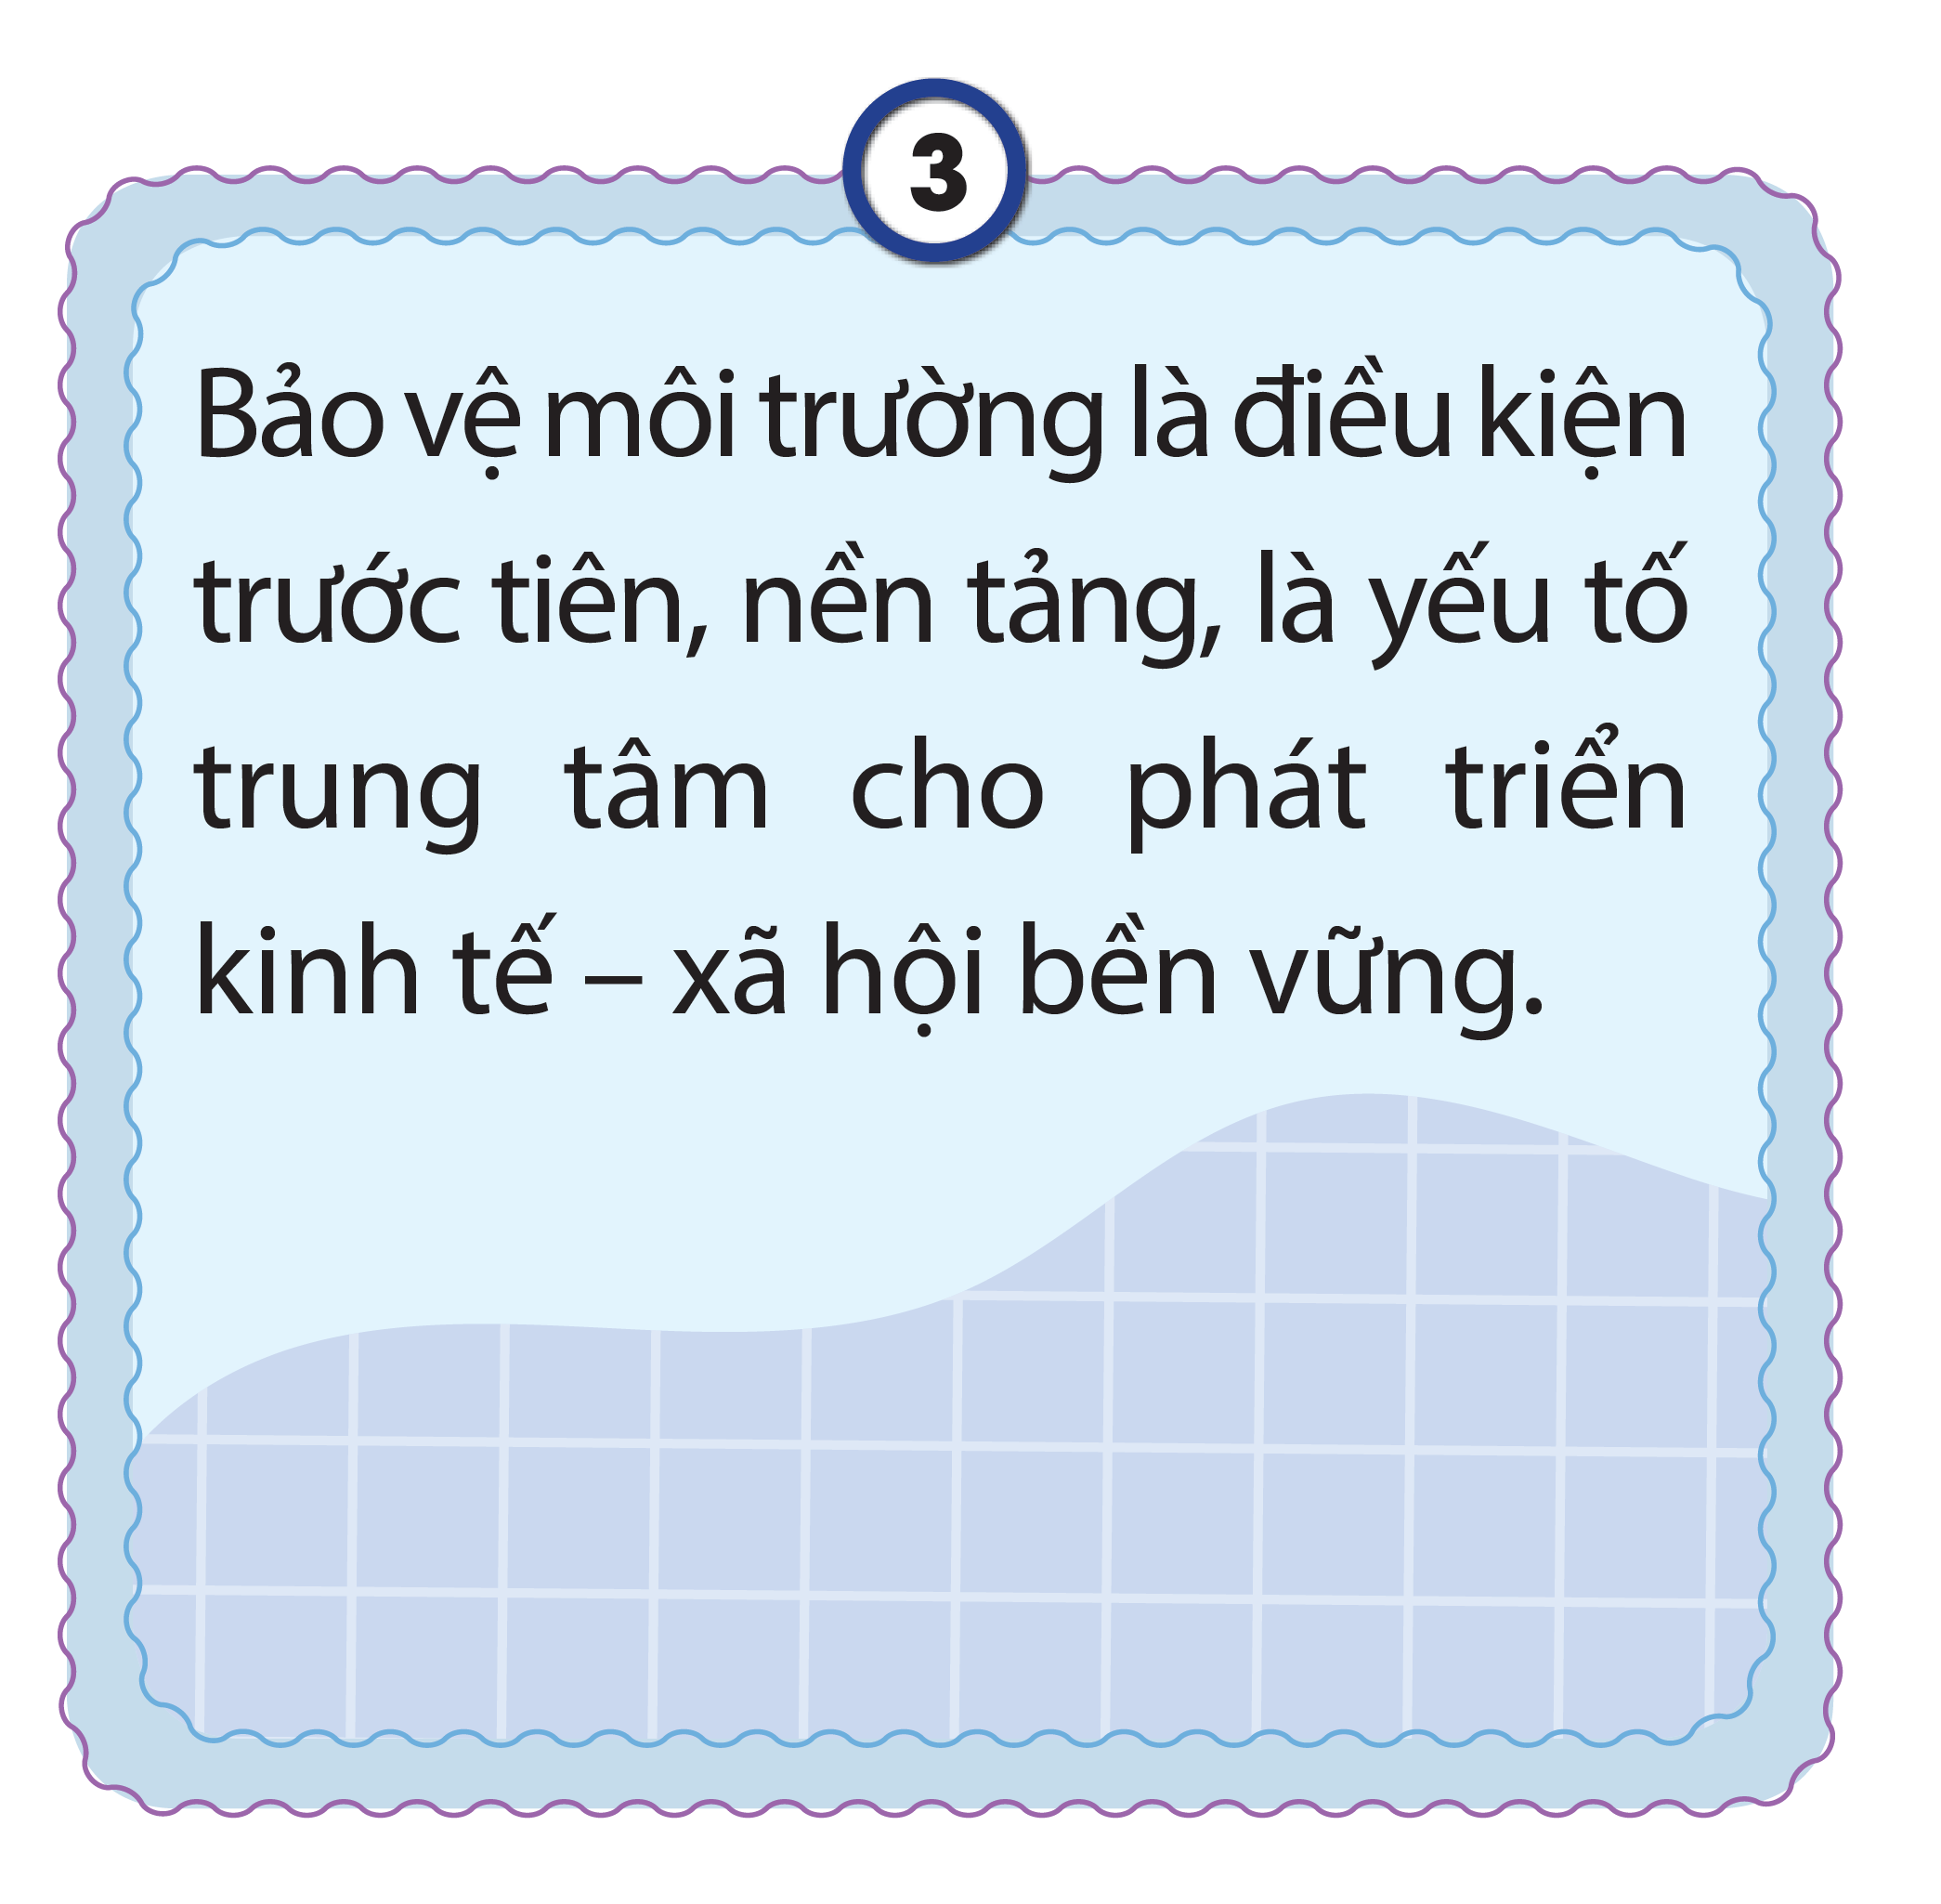 3
Bảo vệ môi trường là điều kiện
trước tiên, nền tảng, là yếu tố
trung tâm cho phát triển
kinh tế – xã hội bền vững.